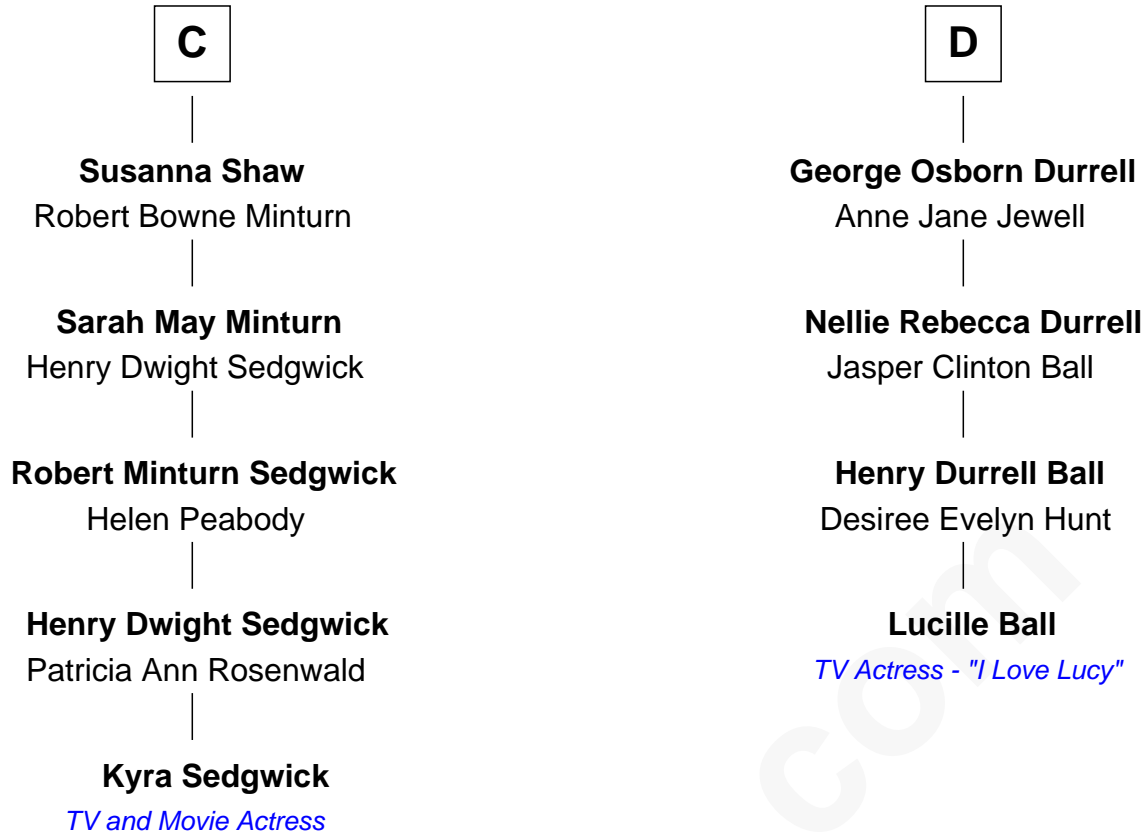 C
Susanna Shaw
Robert Bowne Minturn
Sarah May Minturn
Henry Dwight Sedgwick
Robert Minturn Sedgwick
Helen Peabody
Henry Dwight Sedgwick
Patricia Ann Rosenwald
Kyra Sedgwick
TV and Movie Actress
D
George Osborn Durrell
Anne Jane Jewell
Nellie Rebecca Durrell
Jasper Clinton Ball
Henry Durrell Ball
Desiree Evelyn Hunt
Lucille Ball
TV Actress - "I Love Lucy"
com